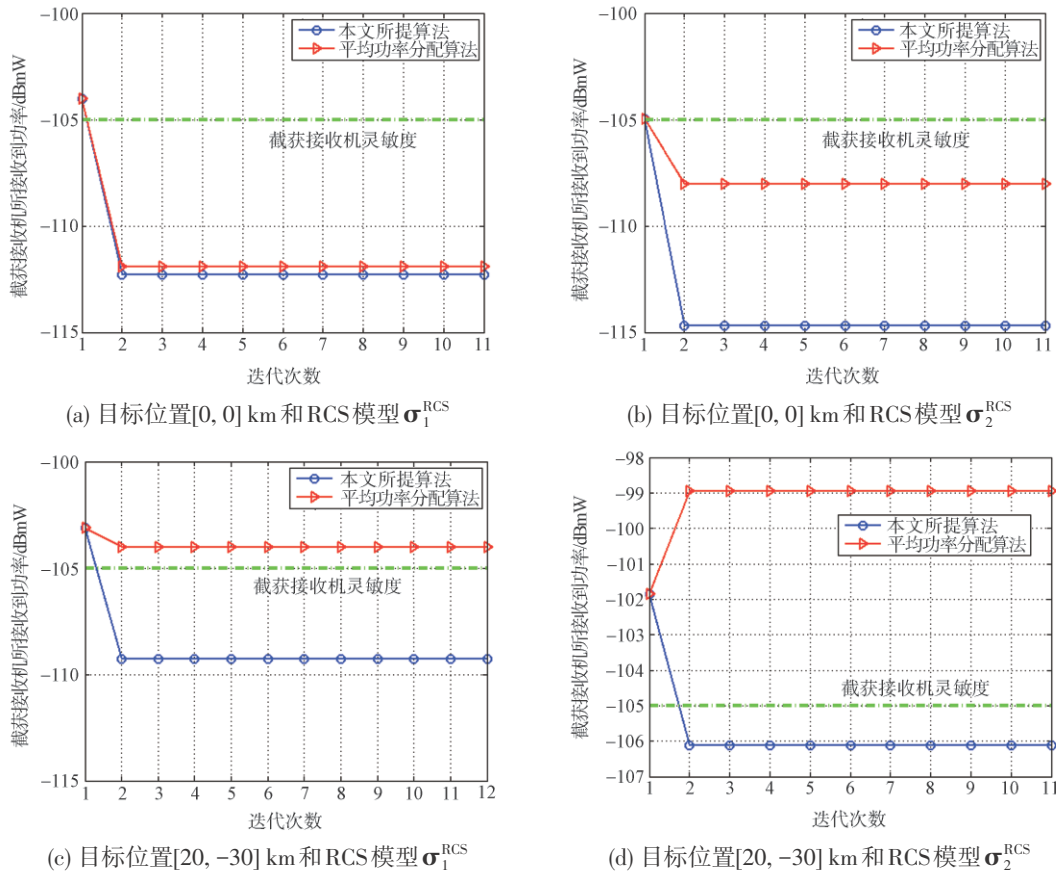 -100
-105
-110
-115
截获接收机所接收到功率/dBmW
本文所提算法
平均功率分配算法
截获接收机灵敏度
1 2 3 4 5 6 7 8 9 10 11
迭代次数
(a) 目标位置[0, 0] km和RCS模型σ₁ᴿᶜˢ
-100
-105
-110
-115
截获接收机所接收到功率/dBmW
本文所提算法
平均功率分配算法
截获接收机灵敏度
1 2 3 4 5 6 7 8 9 10 11
迭代次数
(b) 目标位置[0, 0] km和RCS模型σ₂ᴿᶜˢ
-100
-105
-110
-115
截获接收机所接收到功率/dBmW
本文所提算法
平均功率分配算法
截获接收机灵敏度
1 2 3 4 5 6 7 8 9 10 11 12
迭代次数
(c) 目标位置[20, -30] km和RCS模型σ₁ᴿᶜˢ
-98
-99
-100
-101
-102
-103
-104
-105
-106
-107
截获接收机所接收到功率/dBmW
本文所提算法
平均功率分配算法
截获接收机灵敏度
1 2 3 4 5 6 7 8 9 10 11
迭代次数
(d) 目标位置[20, -30] km和RCS模型σ₂ᴿᶜˢ